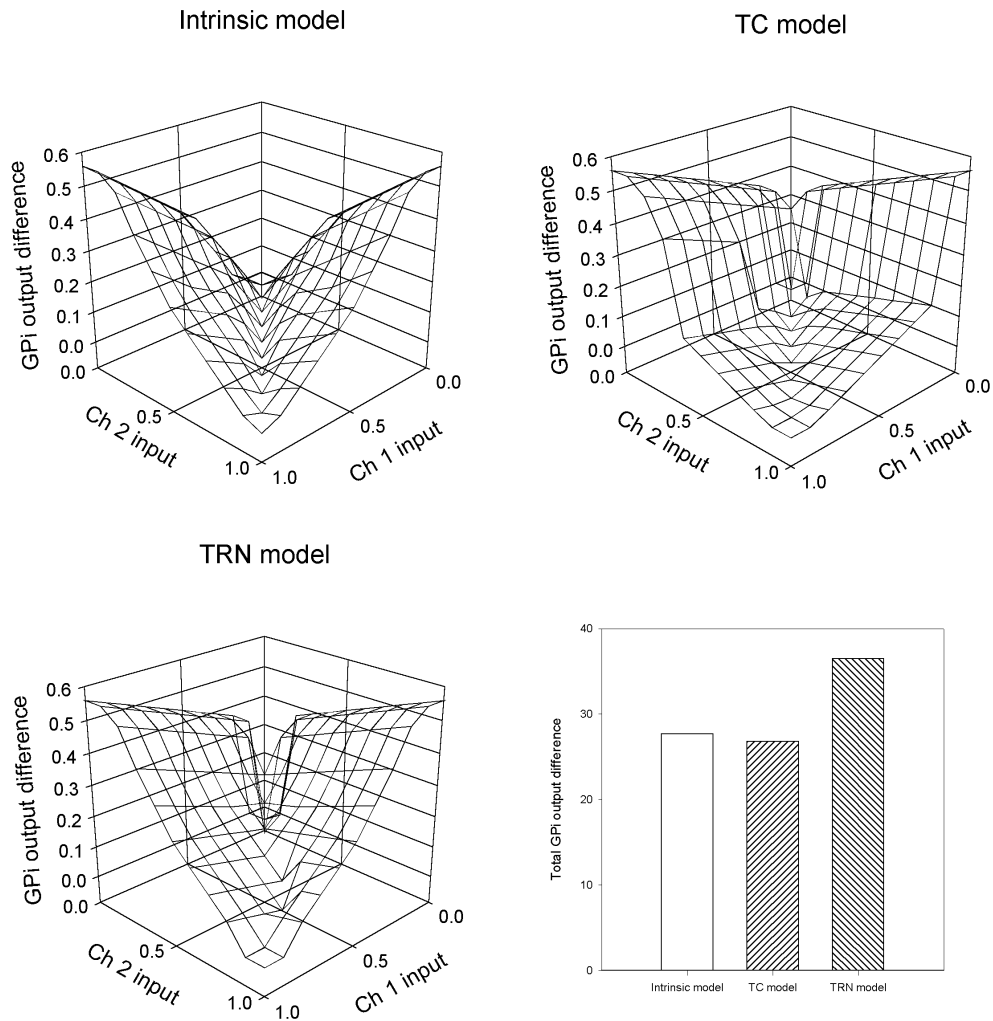 Intrinsic model
TC model
GPi output difference
0.6
0.5
0.4
0.3
0.2
0.1
0.0
0.0
0.5
1.0
Ch 2 input
0.0
0.5
1.0
Ch 1 input
GPi output difference
0.6
0.5
0.4
0.3
0.2
0.1
0.0
0.0
0.5
1.0
Ch 2 input
0.0
0.5
1.0
Ch 1 input
TRN model
GPi output difference
0.6
0.5
0.4
0.3
0.2
0.1
0.0
0.0
0.5
1.0
Ch 2 input
0.0
0.5
1.0
Ch 1 input
Total GPi output difference
40
30
20
10
0
Intrinsic model
TC model
TRN model